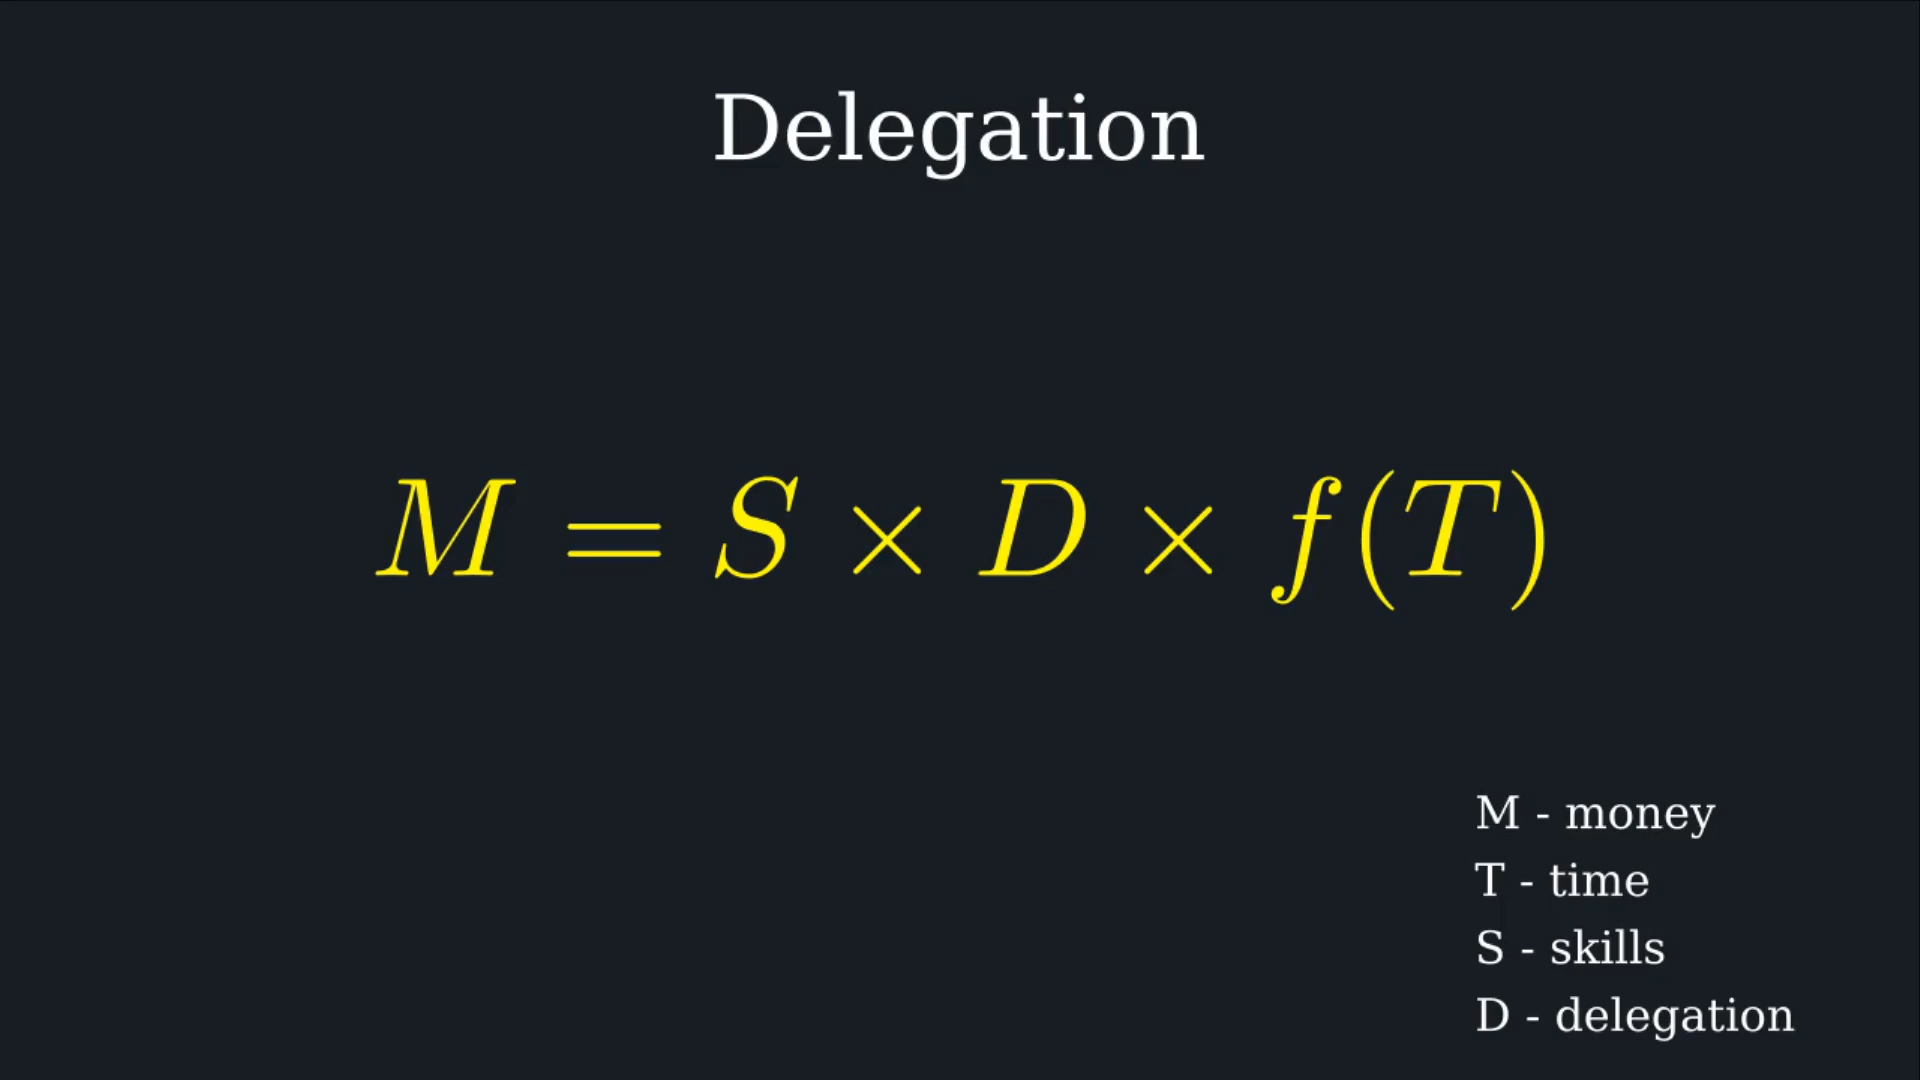 Delegation
M = S × D × f(T)
M - money
T - time
S - skills
D - delegation